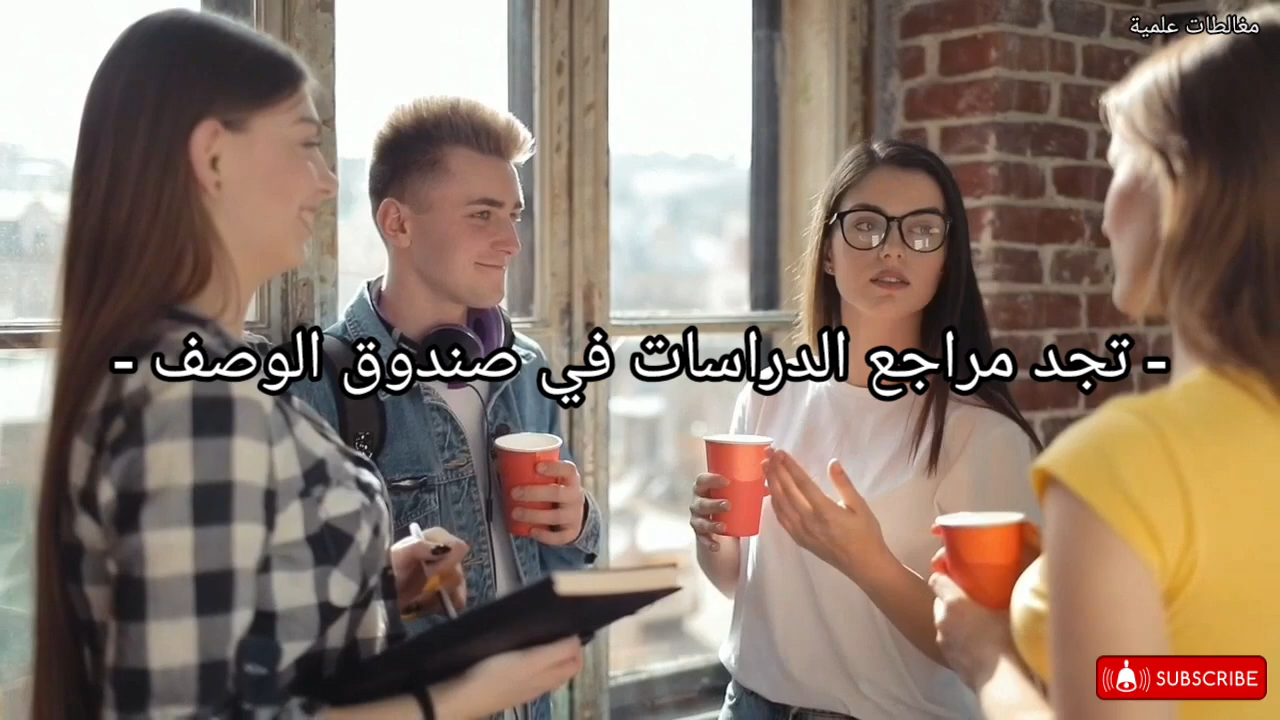 مغالطات علمية
- تجد مراجع الدراسات في صندوق الوصف -
SUBSCRIBE